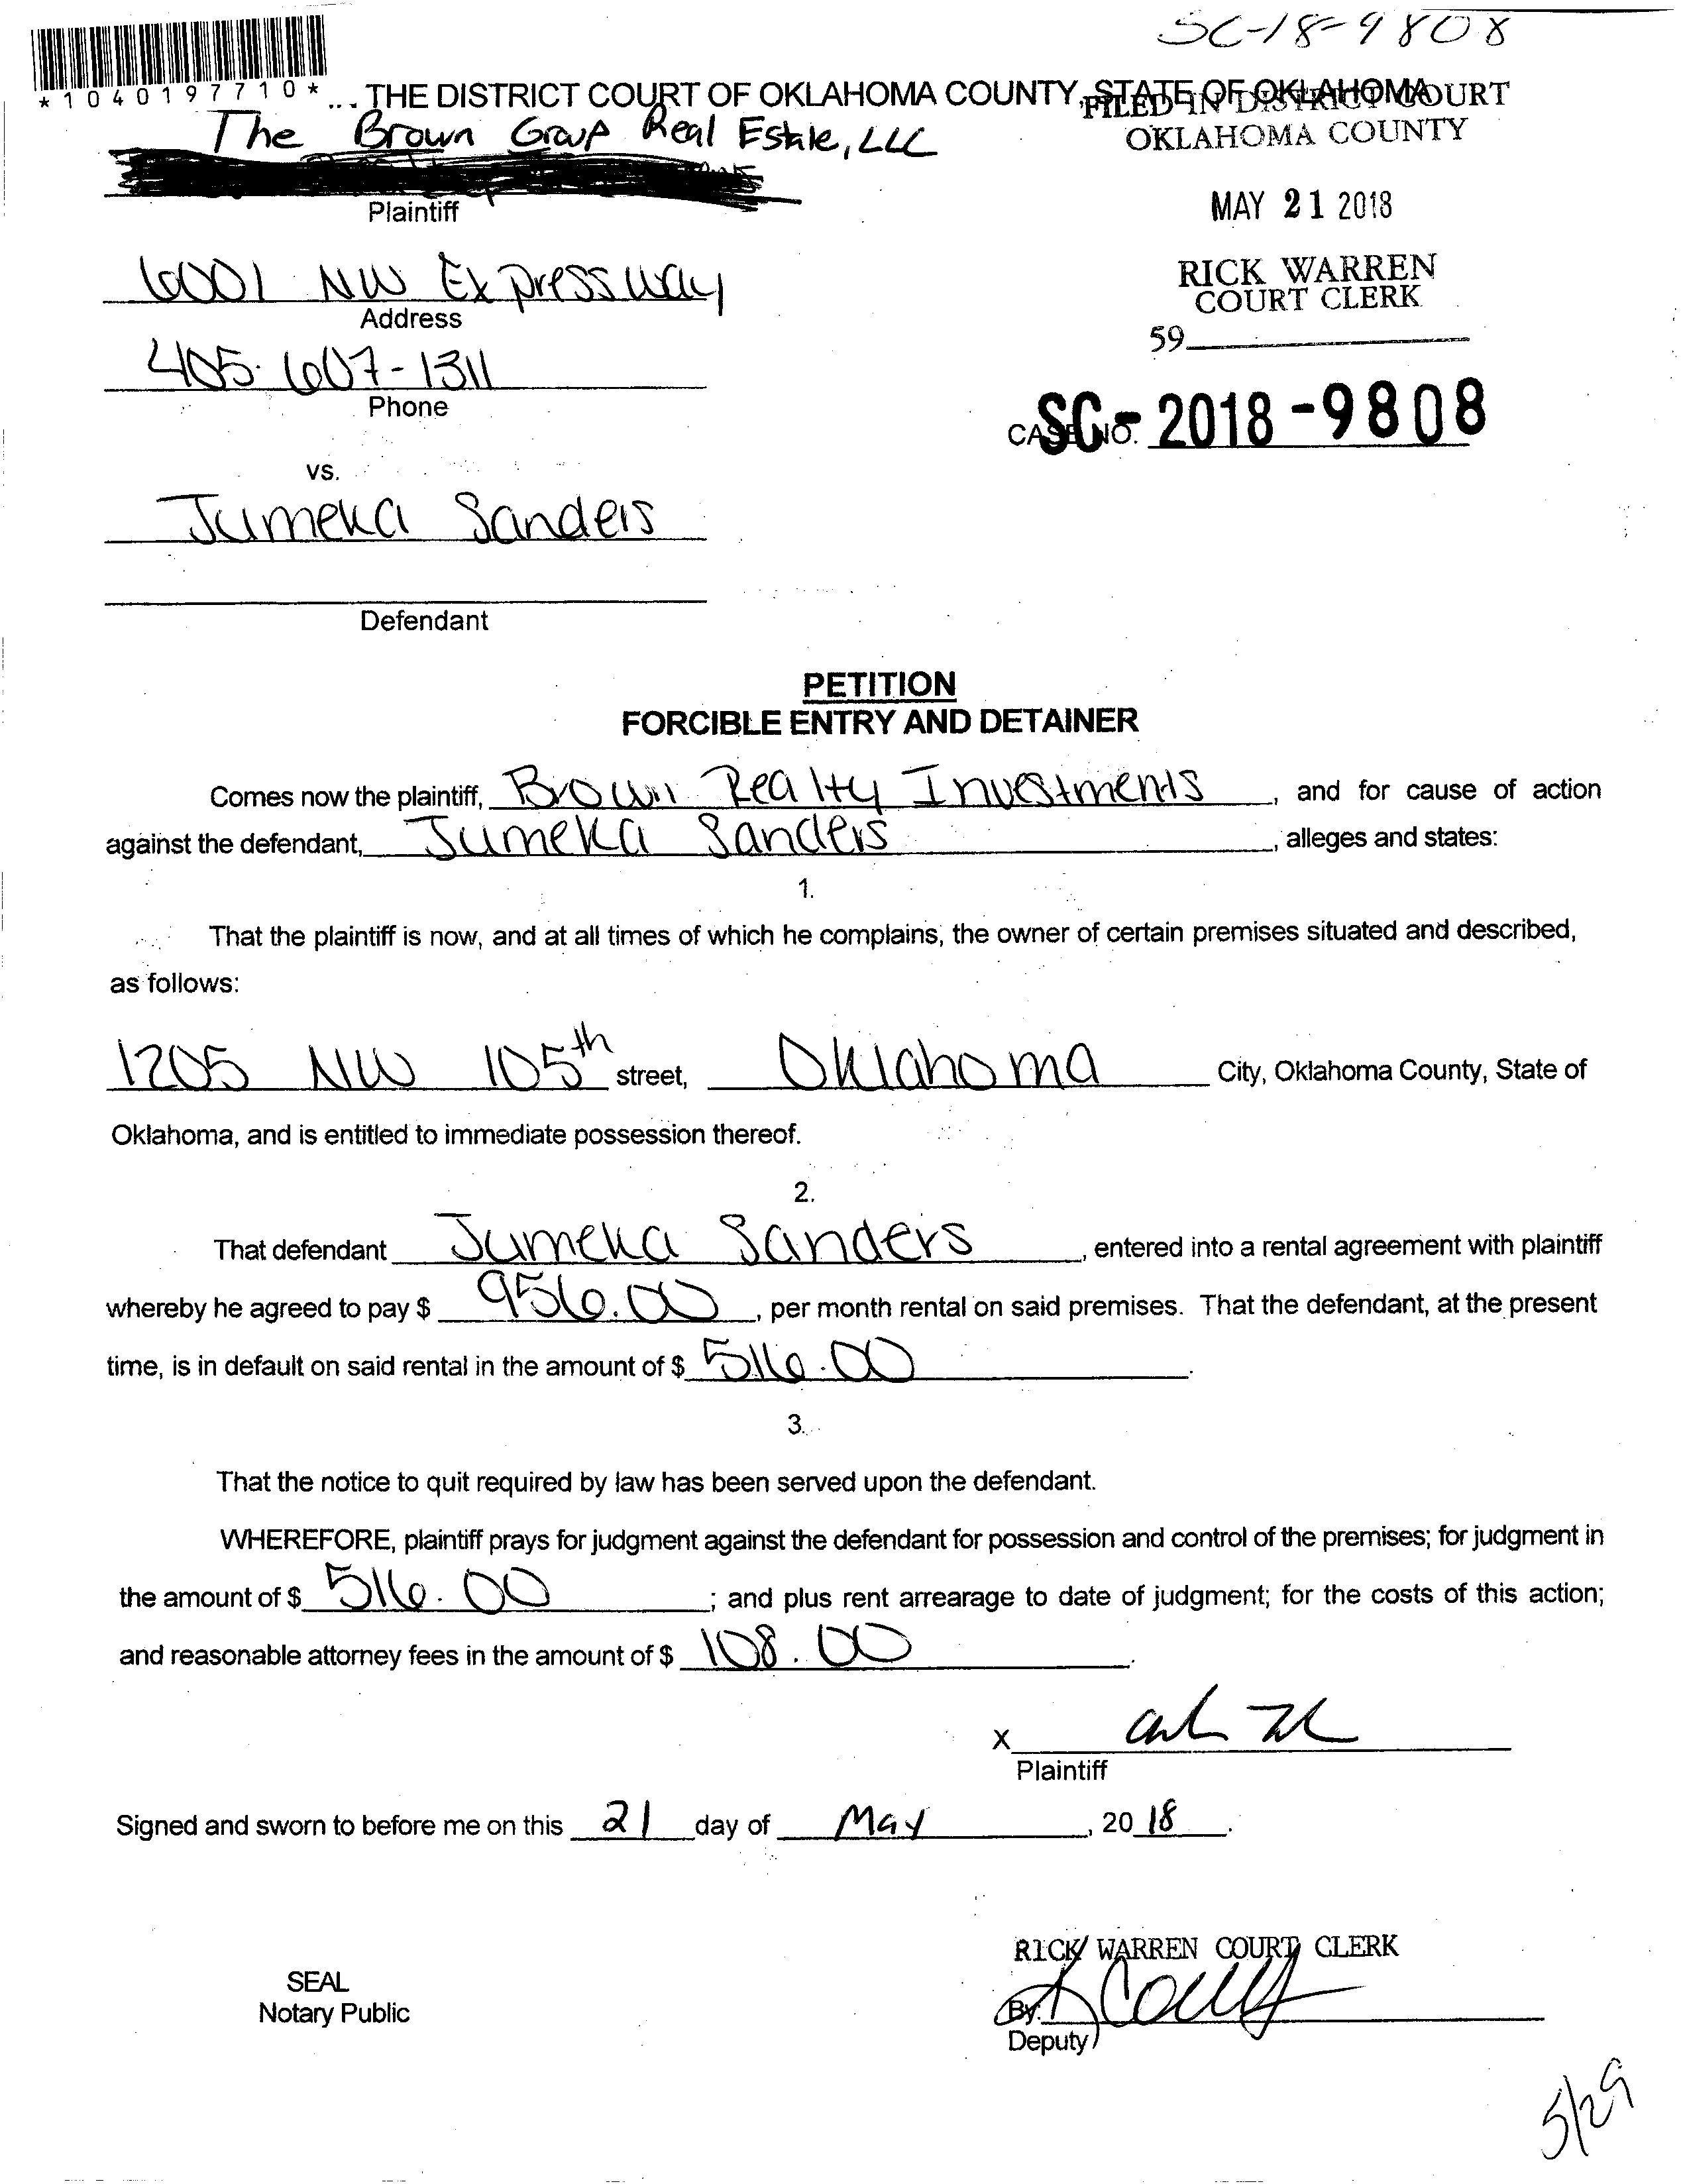 SC-18-9808
*1040197710*
... THE DISTRICT COURT OF OKLAHOMA COUNTY, STATE OF OKLAHOMA
FILED IN DISTRICT COURT
OKLAHOMA COUNTY
The Brown Group Real Estate, LLC
Plaintiff
MAY 21 2018
6001 NW Expressway
Address
RICK WARREN
COURT CLERK
59
405-607-1311
Phone
CASE NO. SC-2018-9808
vs.
Jumeka Sanders
Defendant
PETITION
FORCIBLE ENTRY AND DETAINER
Comes now the plaintiff, Brown Realty Investments, and for cause of action
against the defendant, Jumeka Sanders, alleges and states:
1.
That the plaintiff is now, and at all times of which he complains, the owner of certain premises situated and described,
as follows:
1205 NW 105th street, Oklahoma City, Oklahoma County, State of
Oklahoma, and is entitled to immediate possession thereof.
2.
That defendant Jumeka Sanders, entered into a rental agreement with plaintiff
whereby he agreed to pay $ 956.00, per month rental on said premises. That the defendant, at the present
time, is in default on said rental in the amount of $ 516.00.
3.
That the notice to quit required by law has been served upon the defendant.
WHEREFORE, plaintiff prays for judgment against the defendant for possession and control of the premises; for judgment in
the amount of $ 516.00; and plus rent arrearage to date of judgment; for the costs of this action;
and reasonable attorney fees in the amount of $ 108.00.
X
Plaintiff
Signed and sworn to before me on this 21 day of May, 2018.
RICK WARREN COURT CLERK
SEAL
Notary Public
By:
Deputy
5/29